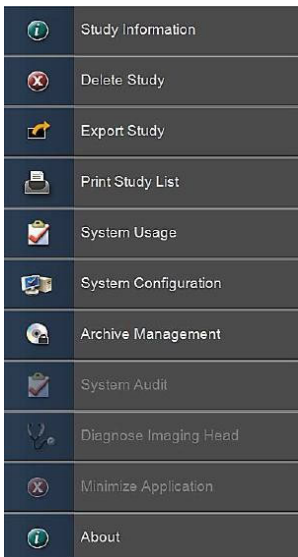 Study Information
Delete Study
Export Study
Print Study List
System Usage
System Configuration
Archive Management
System Audit
Diagnose Imaging Head
Minimize Application
About